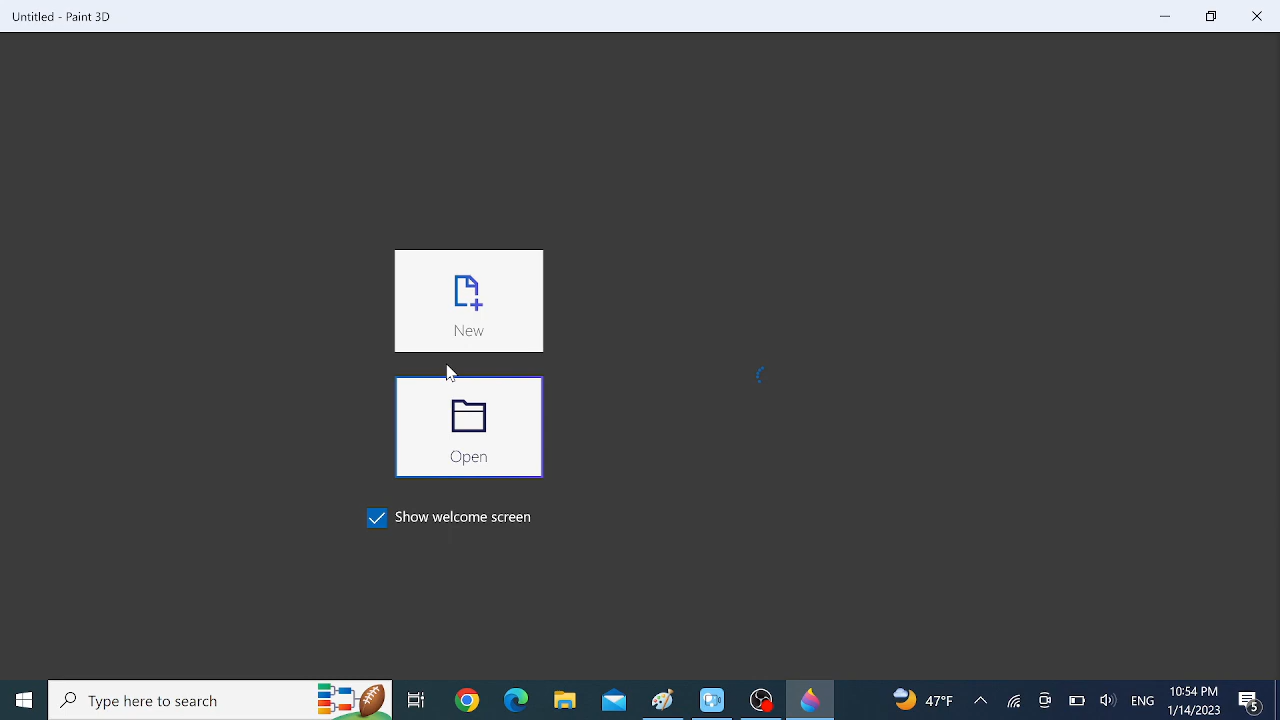 Untitled - Paint 3D
New
Open
Show welcome screen
Type here to search
47°F
ENG
10:54 PM
1/14/2023
5